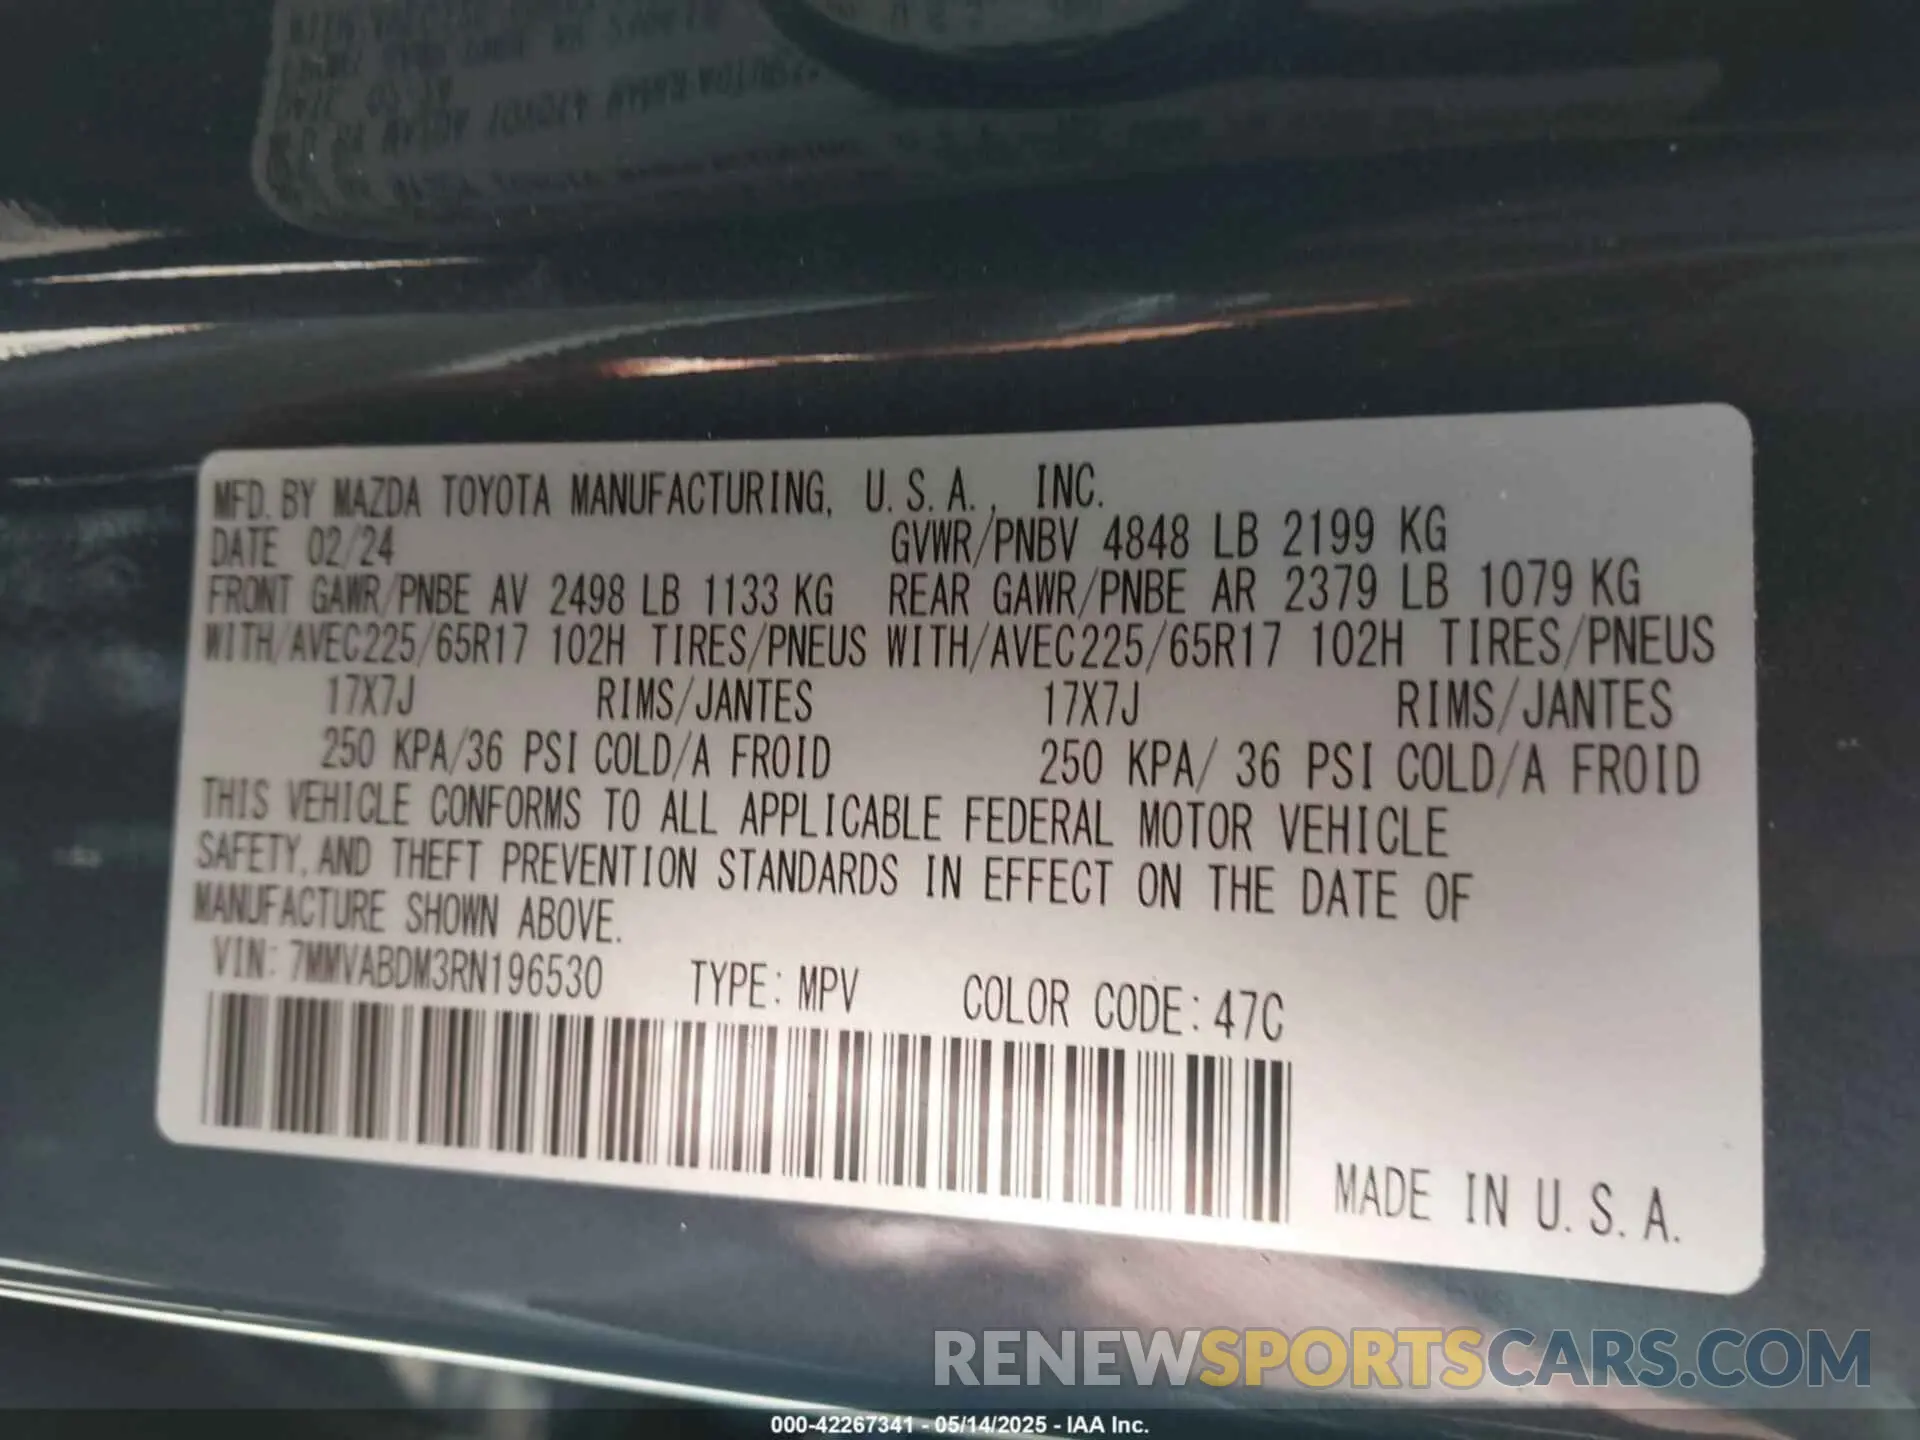 MFD. BY MAZDA TOYOTA MANUFACTURING, U.S.A., INC.
DATE 02/24 GVWR/PNBV 4848 LB 2199 KG
FRONT GAWR/PNBE AV 2498 LB 1133 KG REAR GAWR/PNBE AR 2379 LB 1079 KG
WITH/AVEC225/65R17 102H TIRES/PNEUS WITH/AVEC225/65R17 102H TIRES/PNEUS
17X7J RIMS/JANTES 17X7J RIMS/JANTES
250 KPA/36 PSI COLD/A FROID 250 KPA/ 36 PSI COLD/A FROID
THIS VEHICLE CONFORMS TO ALL APPLICABLE FEDERAL MOTOR VEHICLE
SAFETY, AND THEFT PREVENTION STANDARDS IN EFFECT ON THE DATE OF
MANUFACTURE SHOWN ABOVE.
VIN: 7MMVABDM3RN196530 TYPE: MPV COLOR CODE: 47C
MADE IN U.S.A.
RENEWSPORTSCARS.COM
000-42267341 - 05/14/2025 - IAA Inc.